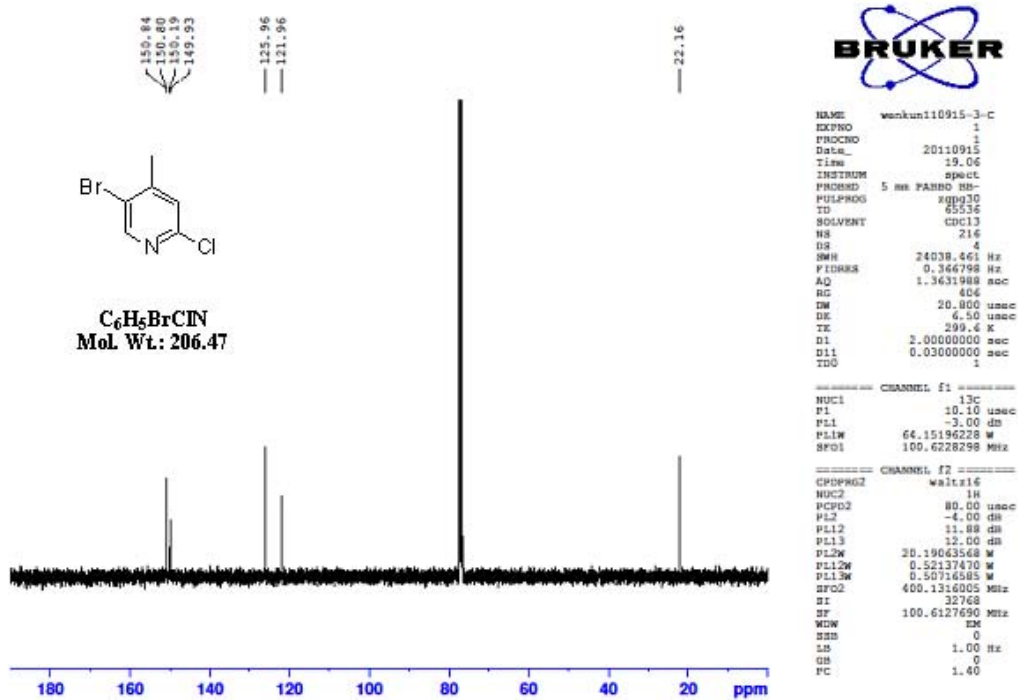 150.84
150.80
150.19
149.93
125.96
121.96
22.16
Br
N
Cl
C6H5BrClN
Mol. Wt.: 206.47
180 160 140 120 100 80 60 40 20 ppm
BRUKER
NAME wenkun110915-3-C
EXPNO 1
PROCNO 1
Date_ 20110915
Time 19.06
INSTRUM spect
PROBHD 5 mm PABBO BB-
PULPROG zgpg30
TD 65536
SOLVENT CDCl3
NS 216
DS 4
SWH 24038.461 Hz
FIDRES 0.366798 Hz
AQ 1.3631988 sec
RG 406
DW 20.800 usec
DE 6.50 usec
TE 299.6 K
D1 2.00000000 sec
D11 0.03000000 sec
TD0 1
======== CHANNEL f1 ========
NUC1 13C
P1 10.10 usec
PL1 -3.00 dB
PL1W 64.15196228 W
SFO1 100.6228298 MHz
======== CHANNEL f2 ========
CPDPRG2 waltz16
NUC2 1H
PCPD2 80.00 usec
PL2 -4.00 dB
PL12 11.88 dB
PL13 12.00 dB
PL2W 20.19063568 W
PL12W 0.52137470 W
PL13W 0.50716585 W
SFO2 400.1316005 MHz
SI 32768
SF 100.6127690 MHz
WDW EM
SSB 0
LB 1.00 Hz
GB 0
PC 1.40